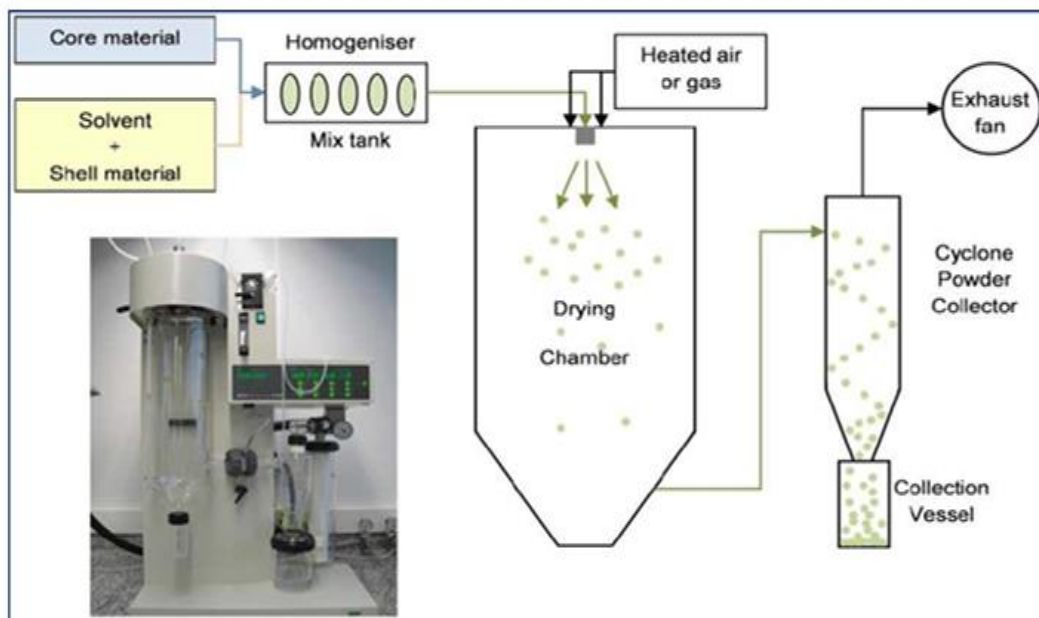 Core material
Solvent
+
Shell material
Homogeniser
Mix tank
Heated air
or gas
Exhaust
fan
Drying
Chamber
Cyclone
Powder
Collector
Collection
Vessel